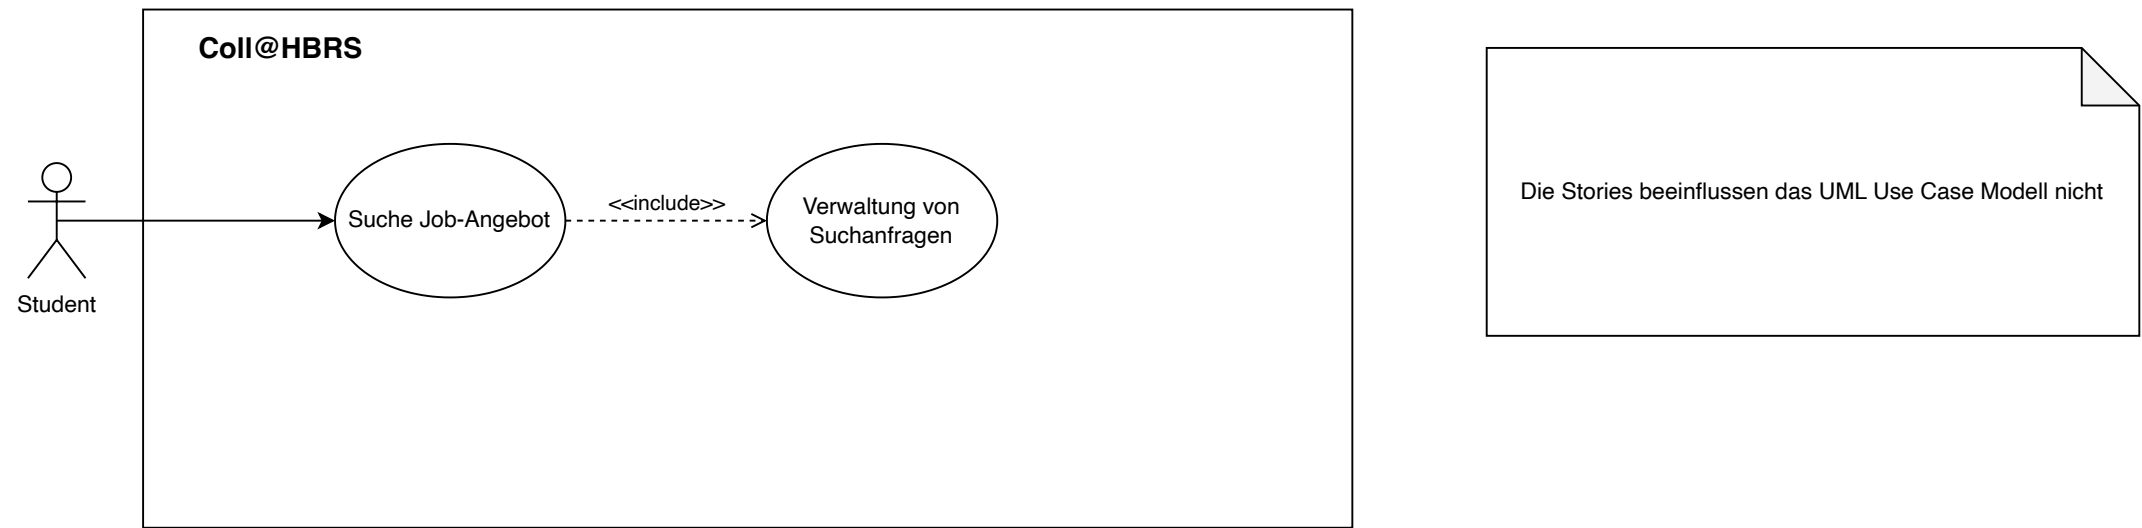 Coll@HBRS
Student
Suche Job-Angebot
<<include>>
Verwaltung von
Suchanfragen
Die Stories beeinflussen das UML Use Case Modell nicht